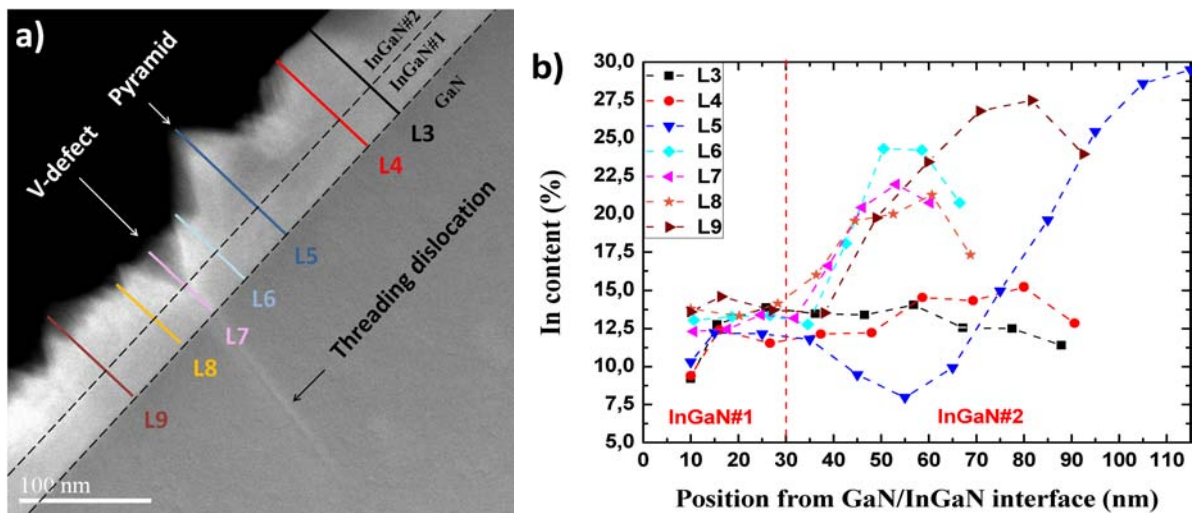 a)
Pyramid
V-defect
InGaN#2
InGaN#1
GaN
L3
L4
L5
L6
L7
L8
L9
Threading dislocation
100 nm
b)
In content (%)
30,0
27,5
25,0
22,5
20,0
17,5
15,0
12,5
10,0
7,5
5,0
L3
L4
L5
L6
L7
L8
L9
InGaN#1
InGaN#2
0 10 20 30 40 50 60 70 80 90 100 110
Position from GaN/InGaN interface (nm)